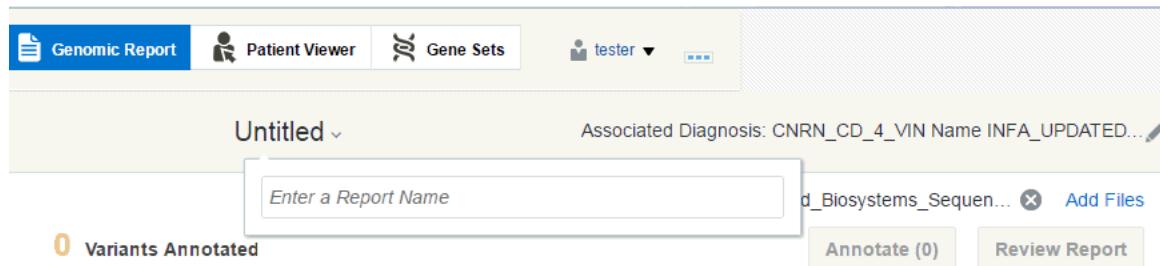 Genomic Report Patient Viewer Gene Sets tester
Untitled Associated Diagnosis: CNRN_CD_4_VIN Name INFA_UPDATED...
Enter a Report Name
d_Biosystems_Sequen... Add Files
0 Variants Annotated Annotate (0) Review Report